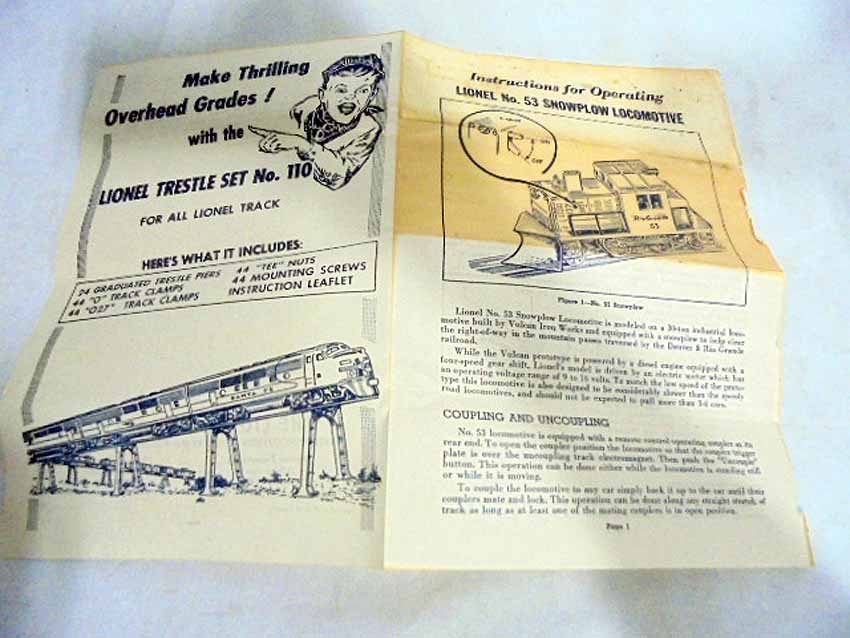 Make Thrilling
Overhead Grades!
with the
LIONEL TRESTLE SET No. 110
FOR ALL LIONEL TRACK
HERE'S WHAT IT INCLUDES:
24 GRADUATED TRESTLE PIERS
44 "O" TRACK CLAMPS
44 "O27" TRACK CLAMPS
44 "TEE" NUTS
44 MOUNTING SCREWS
INSTRUCTION LEAFLET
SANTA FE
Instructions for Operating
LIONEL No. 53 SNOWPLOW LOCOMOTIVE
Rio Grande
53
Figure 1—No. 53 Snowplow
Lionel No. 53 Snowplow Locomotive is modeled on a 30-ton industrial loco-
motive built by Vulcan Iron Works and equipped with a snowplow to help clear
the right-of-way in the mountain passes traversed by the Denver & Rio Grande
railroad.
While the Vulcan prototype is powered by a diesel engine equipped with a
four-speed gear shift, Lionel's model is driven by an electric motor which has
an operating voltage range of 9 to 16 volts. To match the low speed of the proto-
type this locomotive is also designed to be considerably slower than the speedy
road locomotives, and should not be expected to pull more than 5-6 cars.
COUPLING AND UNCOUPLING
No. 53 locomotive is equipped with a remote control operating coupler at its
rear end. To open the coupler position the locomotive so that the coupler trigger
plate is over the uncoupling track electromagnet. Then push the "Uncouple"
button. This operation can be done either while the locomotive is standing still
or while it is moving.
To couple the locomotive to any car simply back it up to the car until their
couplers mate and lock. This operation can be done along any straight stretch of
track as long as at least one of the mating couplers is in open position.
Page 1